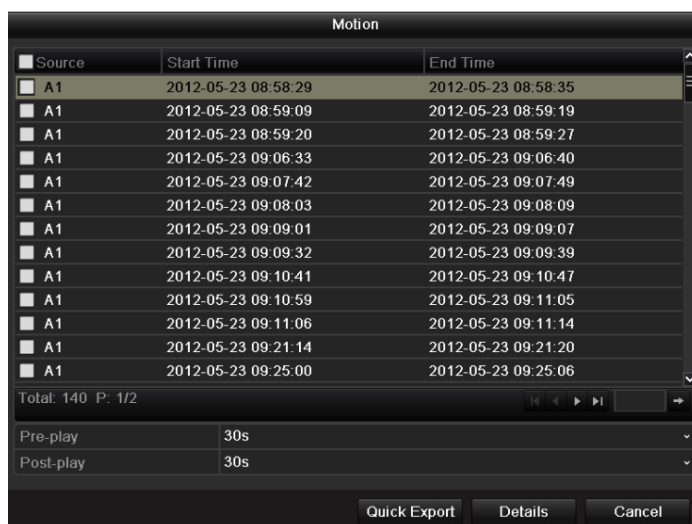 Motion
Source Start Time End Time
A1 2012-05-23 08:58:29 2012-05-23 08:58:35
A1 2012-05-23 08:59:09 2012-05-23 08:59:19
A1 2012-05-23 08:59:20 2012-05-23 08:59:27
A1 2012-05-23 09:06:33 2012-05-23 09:06:40
A1 2012-05-23 09:07:42 2012-05-23 09:07:49
A1 2012-05-23 09:08:03 2012-05-23 09:08:09
A1 2012-05-23 09:09:01 2012-05-23 09:09:07
A1 2012-05-23 09:09:32 2012-05-23 09:09:39
A1 2012-05-23 09:10:41 2012-05-23 09:10:47
A1 2012-05-23 09:10:59 2012-05-23 09:11:05
A1 2012-05-23 09:11:06 2012-05-23 09:11:14
A1 2012-05-23 09:21:14 2012-05-23 09:21:20
A1 2012-05-23 09:25:00 2012-05-23 09:25:06
Total: 140 P: 1/2
Pre-play 30s
Post-play 30s
Quick Export Details Cancel